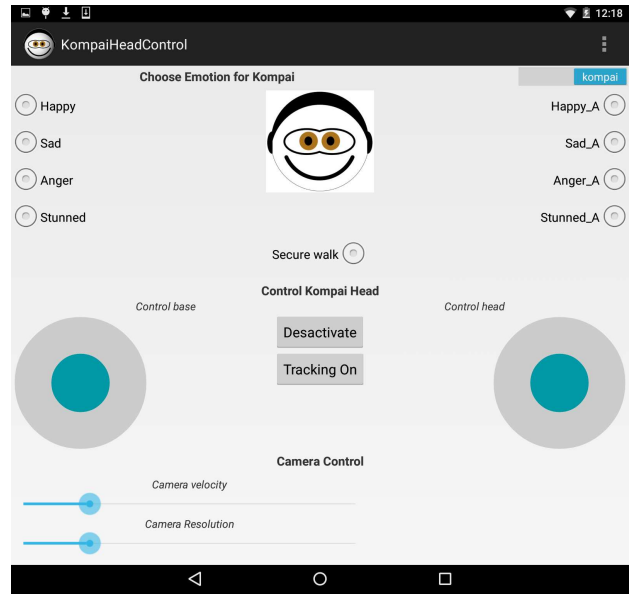 12:18
KompaiHeadControl
Choose Emotion for Kompai
kompai
Happy
Happy_A
Sad
Sad_A
Anger
Anger_A
Stunned
Stunned_A
Secure walk
Control Kompai Head
Control base
Control head
Desactivate
Tracking On
Camera Control
Camera velocity
Camera Resolution